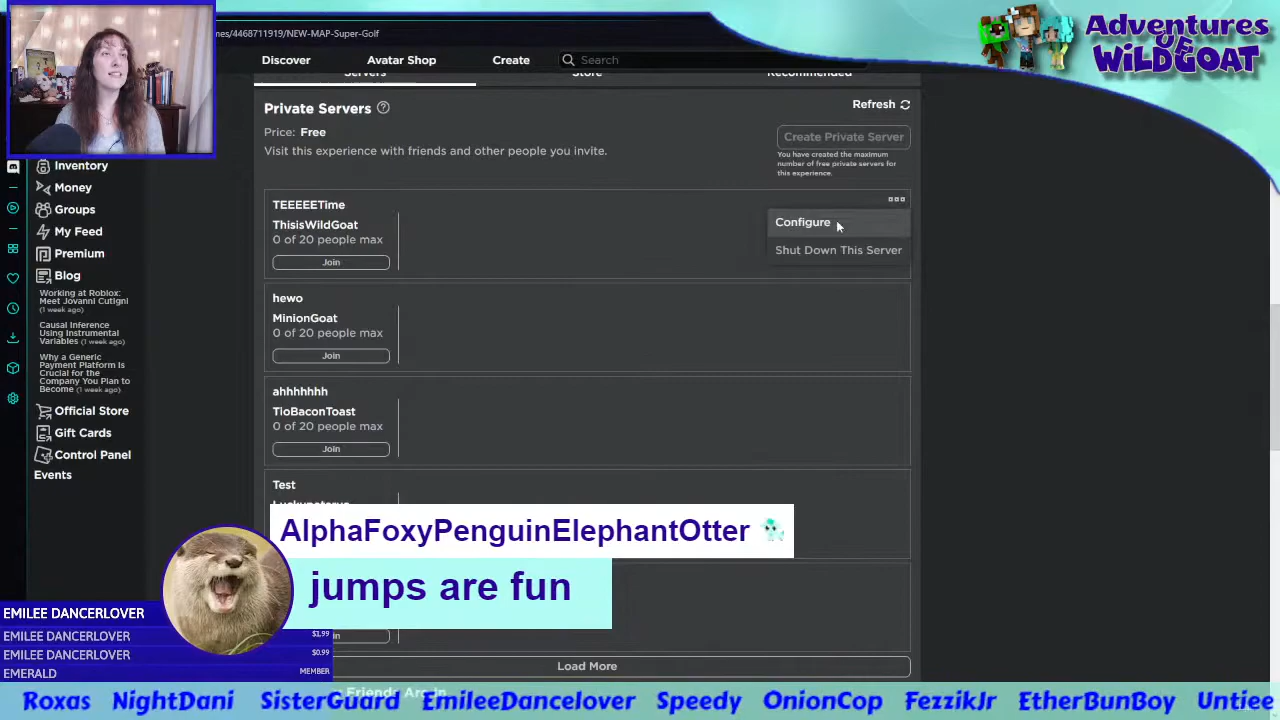 nes/4468711919/NEW-MAP-Super-Golf
Adventures
OF
WILDGOAT
Discover
Avatar Shop
Create
Search
Servers
Store
Recommended
Private Servers
Refresh
Price: Free
Create Private Server
Visit this experience with friends and other people you invite.
You have created the maximum
number of free private servers for
this experience.
Inventory
Money
Groups
My Feed
Premium
Blog
Working at Roblox:
Meet Jovanni Cutigni
(1 week ago)
Causal Inference
Using Instrumental
Variables (1 week ago)
Why a Generic
Payment Platform Is
Crucial for the
Company You Plan to
Become (1 week ago)
Official Store
Gift Cards
Control Panel
Events
TEEEEETime
ThisisWildGoat
0 of 20 people max
Join
Configure
Shut Down This Server
hewo
MinionGoat
0 of 20 people max
Join
ahhhhhhh
TioBaconToast
0 of 20 people max
Join
Test
AlphaFoxyPenguinElephantOtter
jumps are fun
EMILEE DANCERLOVER
EMILEE DANCERLOVER $1.99
EMILEE DANCERLOVER $0.99
EMERALD MEMBER
Load More
Roxas NightDani SisterGuard EmileeDancelover Speedy OnionCop FezzikJr EtherBunBoy Untiee